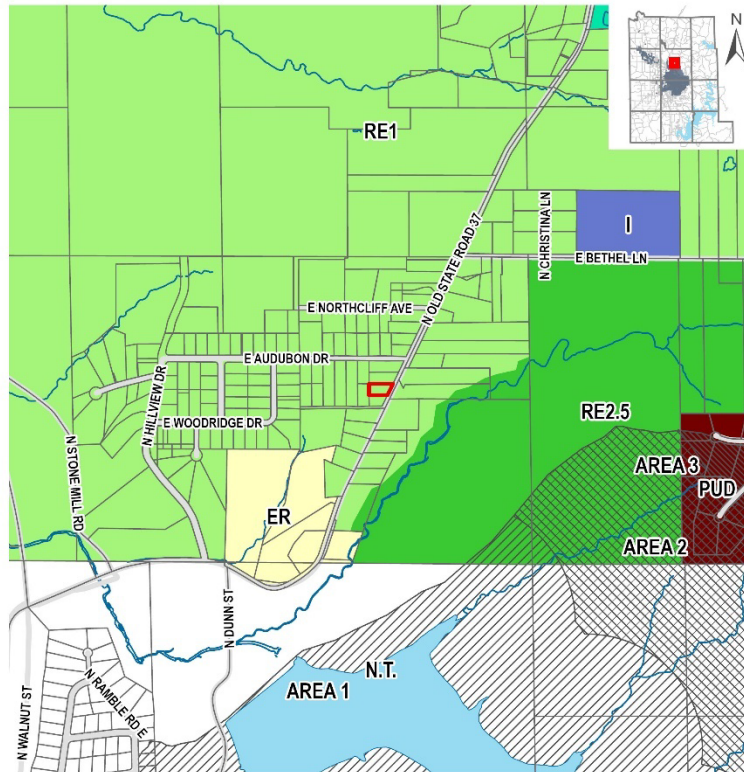 N
RE1
N OLD STATE ROAD 37
N CHRISTINA LN
I
E BETHEL LN
E NORTHCLIFF AVE
E AUDUBON DR
N HILLVIEW DR
E WOODRIDGE DR
RE2.5
N STONE MILL RD
AREA 3
PUD
ER
AREA 2
N DUNN ST
N.T.
AREA 1
N WALNUT ST
N RAMBLE RD E